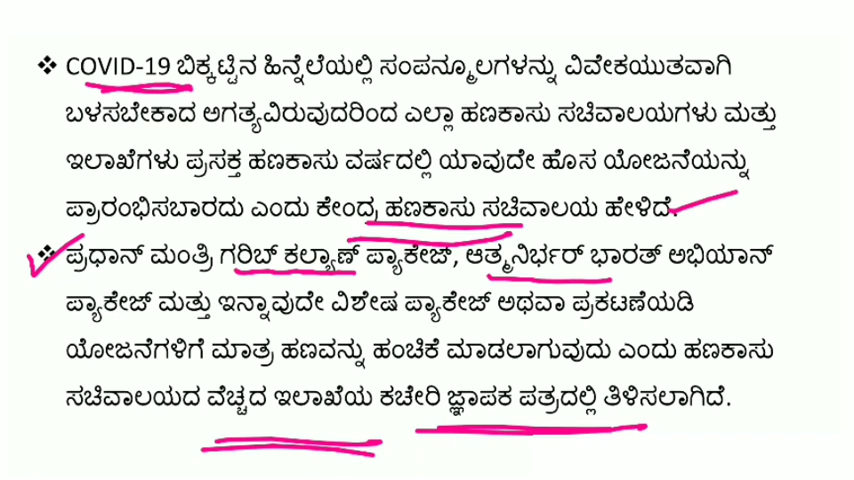 ❖ COVID-19 ಬಿಕ್ಕಟ್ಟಿನ ಹಿನ್ನೆಲೆಯಲ್ಲಿ ಸಂಪನ್ಮೂಲಗಳನ್ನು ವಿವೇಕಯುತವಾಗಿ
ಬಳಸಬೇಕಾದ ಅಗತ್ಯವಿರುವುದರಿಂದ ಎಲ್ಲಾ ಹಣಕಾಸು ಸಚಿವಾಲಯಗಳು ಮತ್ತು
ಇಲಾಖೆಗಳು ಪ್ರಸಕ್ತ ಹಣಕಾಸು ವರ್ಷದಲ್ಲಿ ಯಾವುದೇ ಹೊಸ ಯೋಜನೆಯನ್ನು
ಪ್ರಾರಂಭಿಸಬಾರದು ಎಂದು ಕೇಂದ್ರ ಹಣಕಾಸು ಸಚಿವಾಲಯ ಹೇಳಿದೆ.
❖ ಪ್ರಧಾನ್ ಮಂತ್ರಿ ಗರಿಬ್ ಕಲ್ಯಾಣ್ ಪ್ಯಾಕೇಜ್, ಆತ್ಮನಿರ್ಭರ್ ಭಾರತ್ ಅಭಿಯಾನ್
ಪ್ಯಾಕೇಜ್ ಮತ್ತು ಇನ್ನಾವುದೇ ವಿಶೇಷ ಪ್ಯಾಕೇಜ್ ಅಥವಾ ಪ್ರಕಟಣೆಯಡಿ
ಯೋಜನೆಗಳಿಗೆ ಮಾತ್ರ ಹಣವನ್ನು ಹಂಚಿಕೆ ಮಾಡಲಾಗುವುದು ಎಂದು ಹಣಕಾಸು
ಸಚಿವಾಲಯದ ವೆಚ್ಚದ ಇಲಾಖೆಯ ಕಚೇರಿ ಜ್ಞಾಪಕ ಪತ್ರದಲ್ಲಿ ತಿಳಿಸಲಾಗಿದೆ.